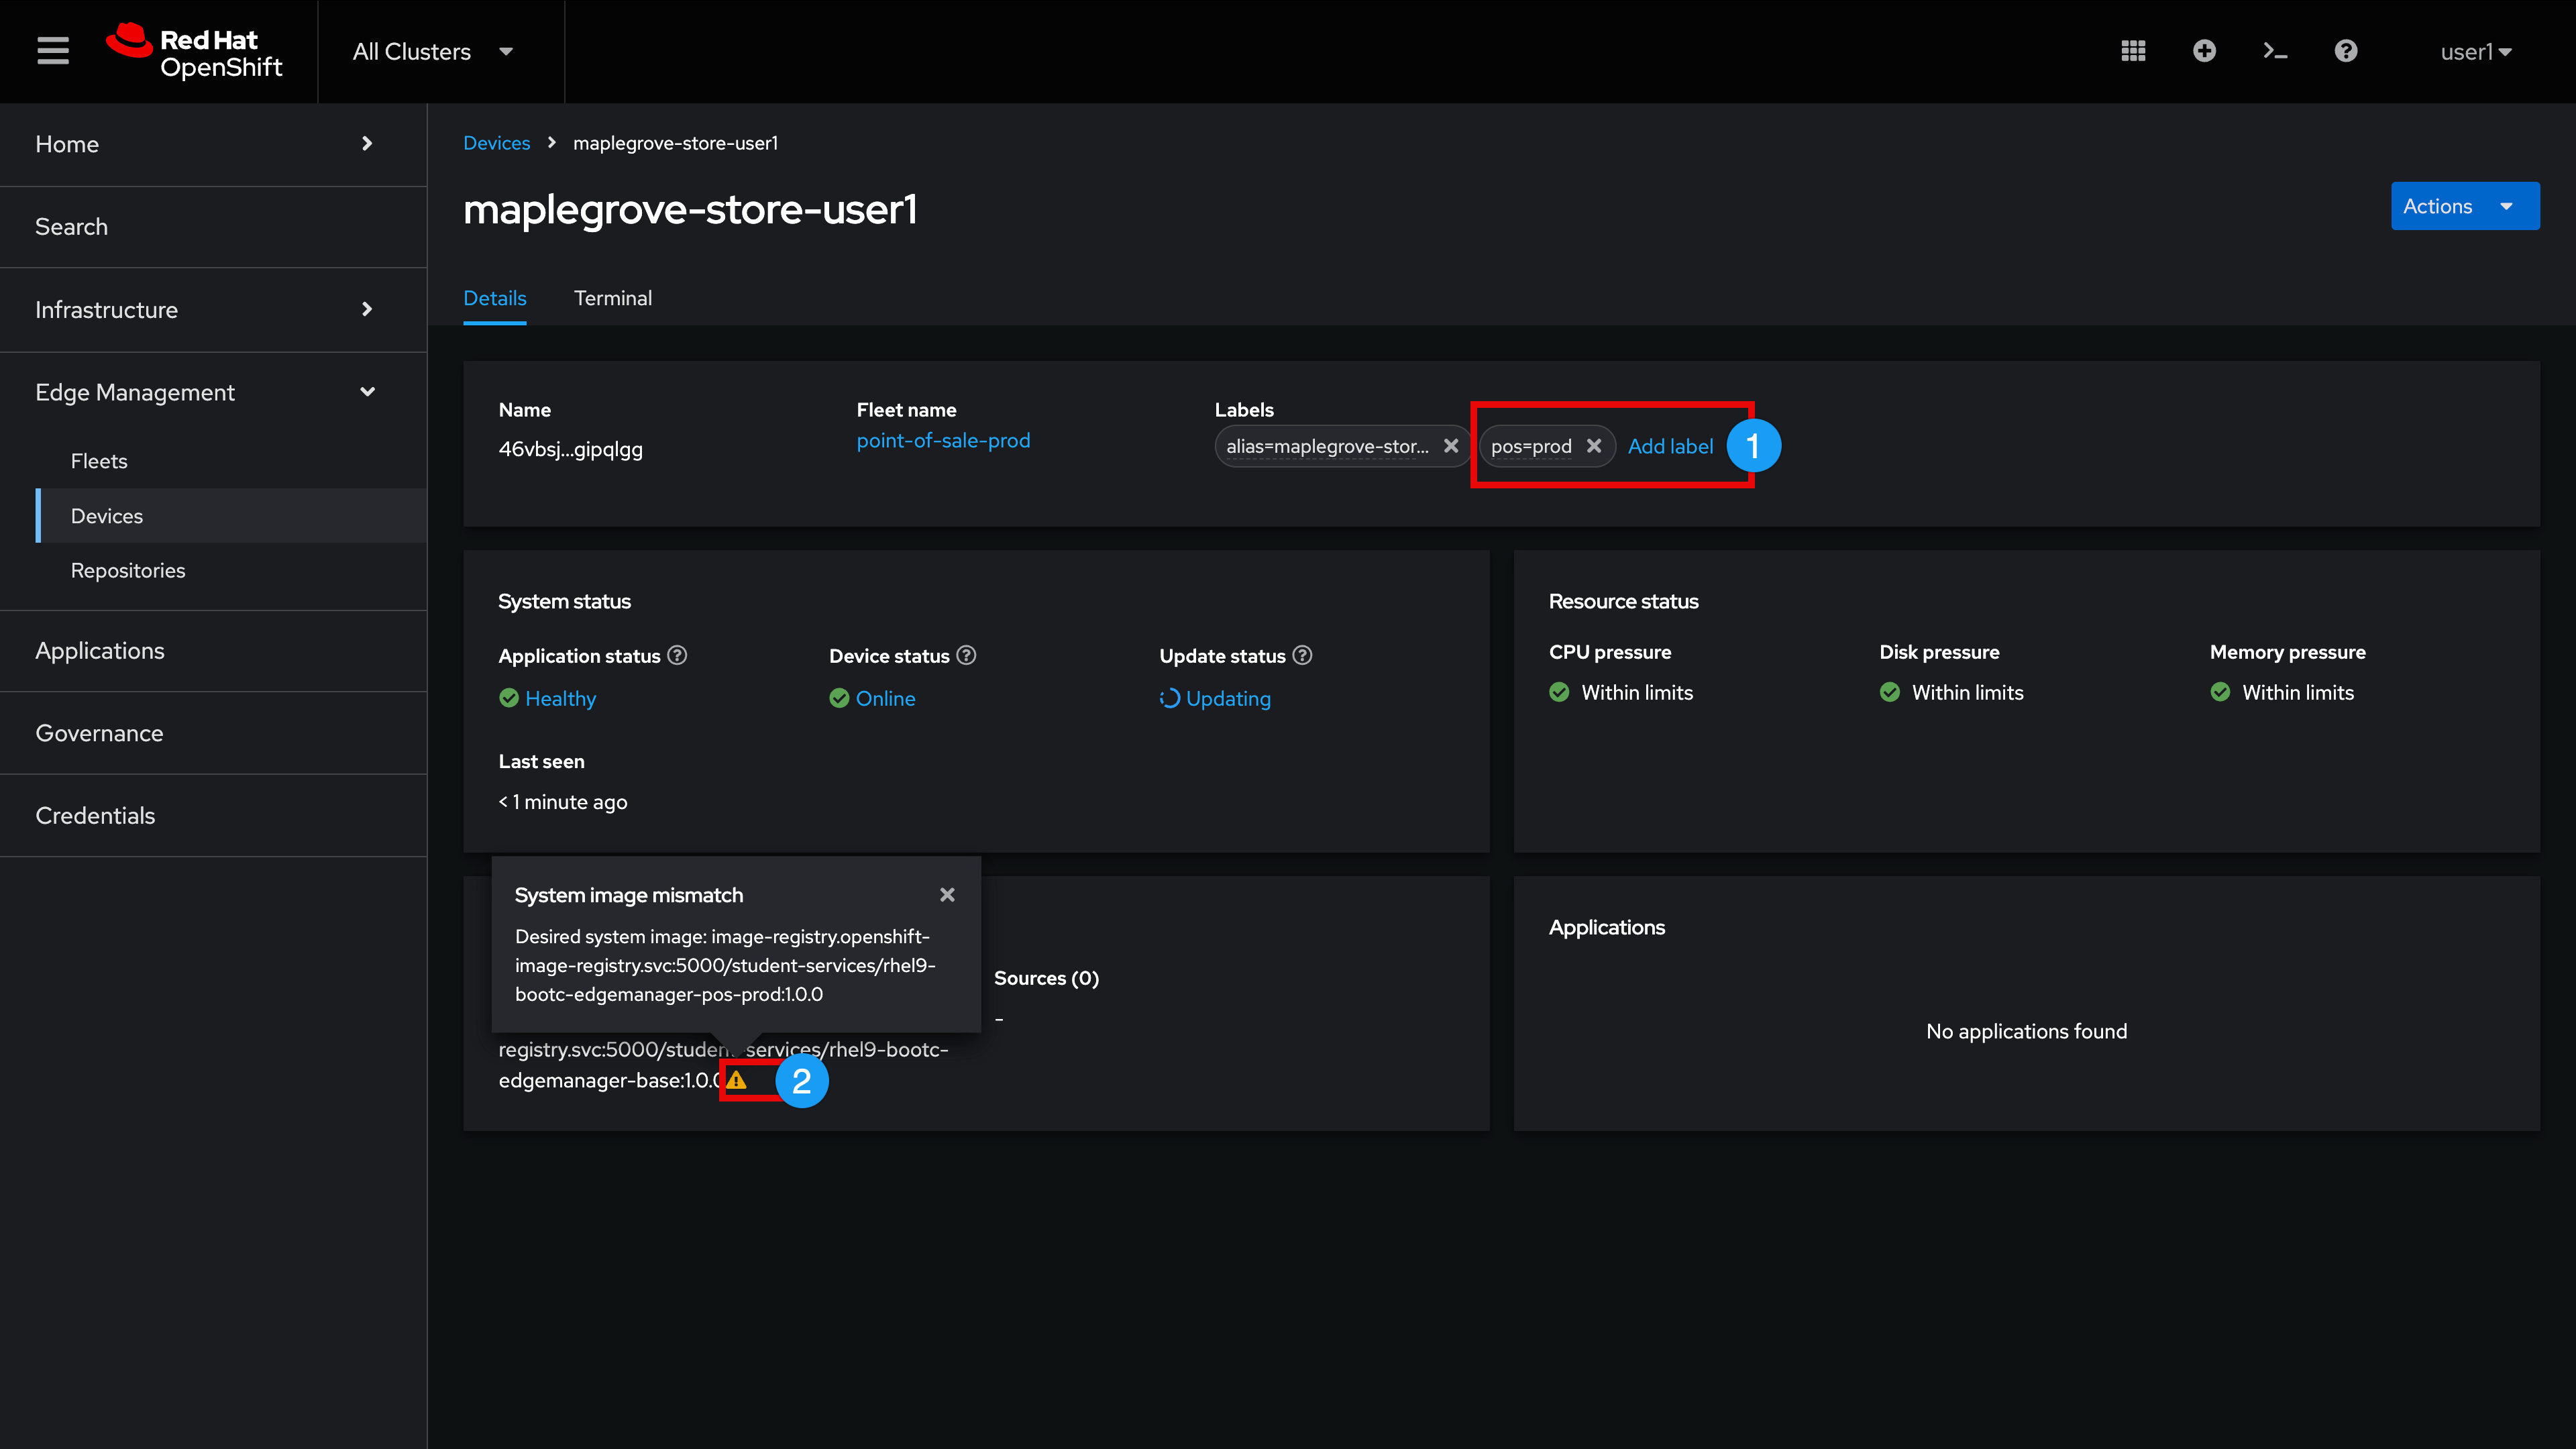 Red Hat
OpenShift
All Clusters
user1
Home
Search
Infrastructure
Edge Management
Fleets
Devices
Repositories
Applications
Governance
Credentials
Devices
maplegrove-store-user1
maplegrove-store-user1
Actions
Details
Terminal
Name
46vbsj...gipqlgg
Fleet name
point-of-sale-prod
Labels
alias=maplegrove-stor...
pos=prod
Add label
1
System status
Application status
Healthy
Device status
Online
Update status
Updating
Last seen
< 1 minute ago
Resource status
CPU pressure
Within limits
Disk pressure
Within limits
Memory pressure
Within limits
System image mismatch
Desired system image: image-registry.openshift-
image-registry.svc:5000/student-services/rhel9-
bootc-edgemanager-pos-prod:1.0.0
registry.svc:5000/student-services/rhel9-bootc-
edgemanager-base:1.0.0
2
Sources (0)
-
Applications
No applications found